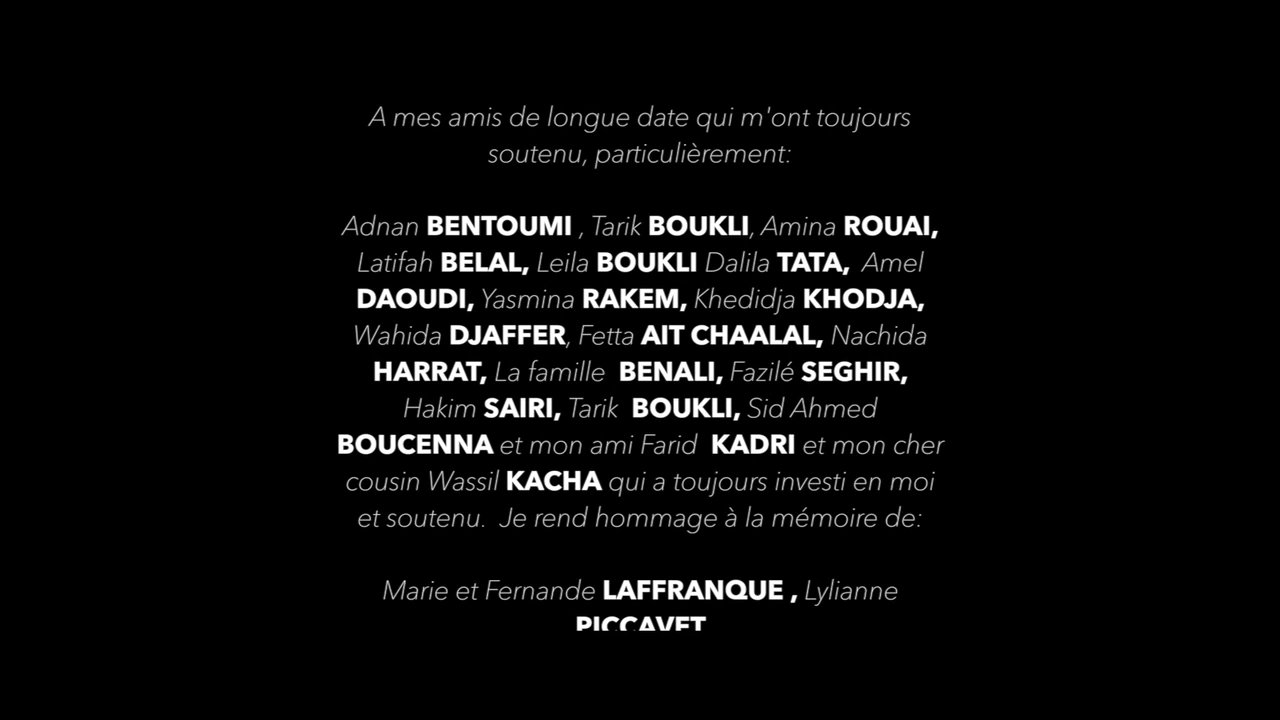 A mes amis de longue date qui m'ont toujours
soutenu, particulièrement:
Adnan BENTOUMI , Tarik BOUKLI, Amina ROUAI,
Latifah BELAL, Leila BOUKLI Dalila TATA, Amel
DAOUDI, Yasmina RAKEM, Khedidja KHODJA,
Wahida DJAFFER, Fetta AIT CHAALAL, Nachida
HARRAT, La famille BENALI, Fazilé SEGHIR,
Hakim SAIRI, Tarik BOUKLI, Sid Ahmed
BOUCENNA et mon ami Farid KADRI et mon cher
cousin Wassil KACHA qui a toujours investi en moi
et soutenu. Je rend hommage à la mémoire de:
Marie et Fernande LAFFRANQUE , Lylianne
PICCAVET